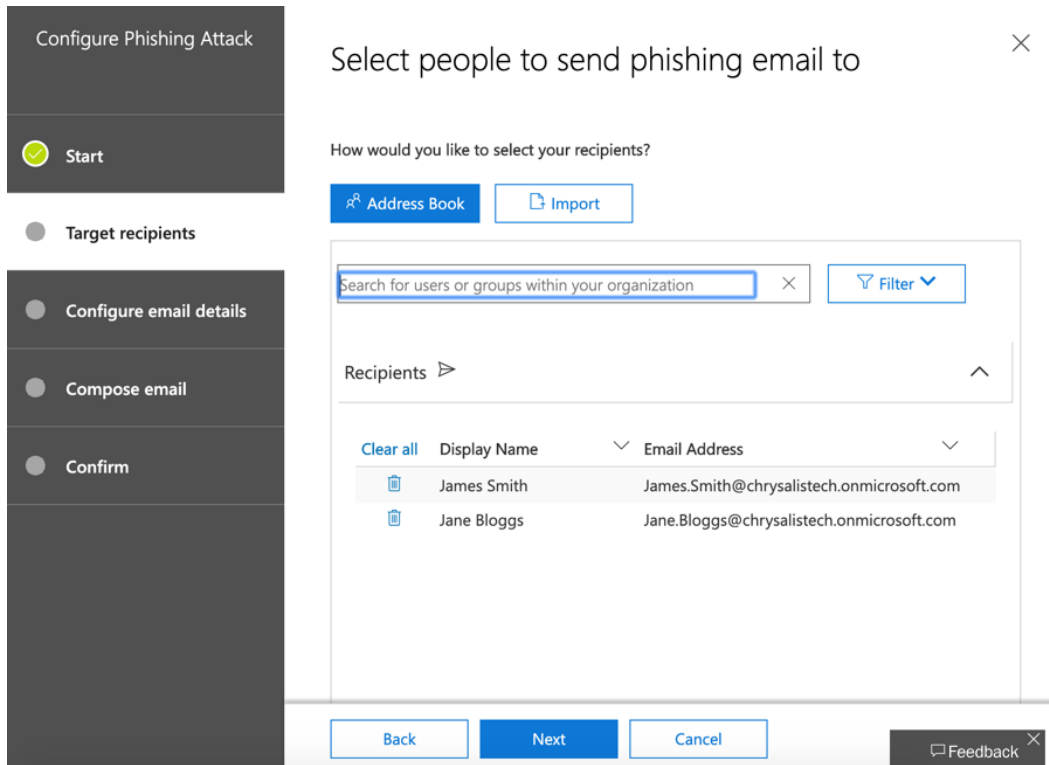 Configure Phishing Attack
Start
Target recipients
Configure email details
Compose email
Confirm
Select people to send phishing email to
How would you like to select your recipients?
Address Book Import
Search for users or groups within your organization Filter
Recipients
Clear all Display Name Email Address
James Smith James.Smith@chrysalistech.onmicrosoft.com
Jane Bloggs Jane.Bloggs@chrysalistech.onmicrosoft.com
Back Next Cancel
Feedback